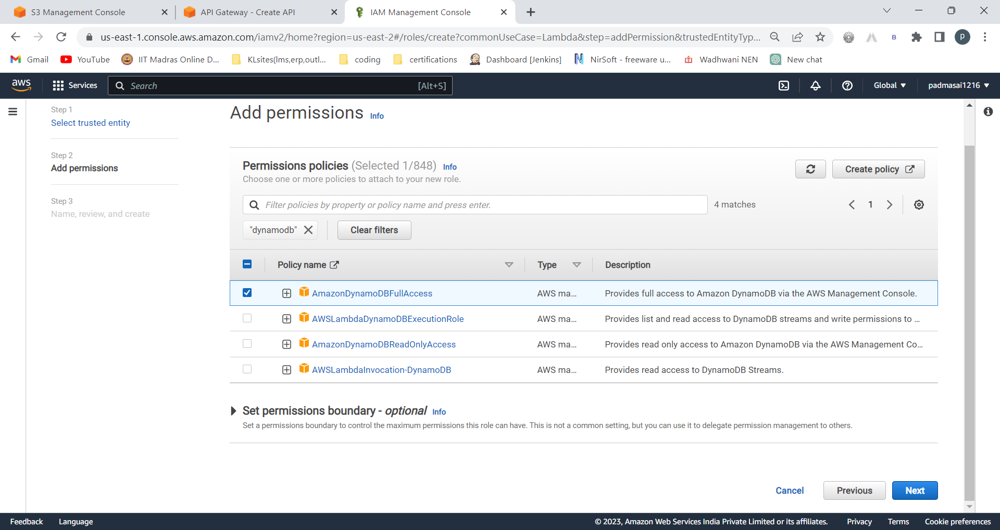 S3 Management Console
API Gateway - Create API
IAM Management Console
us-east-1.console.aws.amazon.com/iamv2/home?region=us-east-2#/roles/create?commonUseCase=Lambda&step=addPermission&trustedEntityTyp...
B
p
Gmail
YouTube
IIT Madras Online D...
KLsites(lms,erp,outl...
coding
certifications
Dashboard [Jenkins]
NirSoft - freeware u...
Wadhwani NEN
New chat
aws
Services
Search
[Alt+S]
Global
padmasai1216
Step 1
Select trusted entity
Step 2
Add permissions
Step 3
Name, review, and create
Add permissions Info
Permissions policies (Selected 1/848) Info
Choose one or more policies to attach to your new role.
Create policy
Filter policies by property or policy name and press enter.
4 matches
1
"dynamodb"
Clear filters
Policy name
Type
Description
AmazonDynamoDBFullAccess AWS ma... Provides full access to Amazon DynamoDB via the AWS Management Console.
AWSLambdaDynamoDBExecutionRole AWS ma... Provides list and read access to DynamoDB streams and write permissions to ...
AmazonDynamoDBReadOnlyAccess AWS ma... Provides read only access to Amazon DynamoDB via the AWS Management Co...
AWSLambdaInvocation-DynamoDB AWS ma... Provides read access to DynamoDB Streams.
Set permissions boundary - optional Info
Set a permissions boundary to control the maximum permissions this role can have. This is not a common setting, but you can use it to delegate permission management to others.
Cancel
Previous
Next
Feedback
Language
© 2023, Amazon Web Services India Private Limited or its affiliates.
Privacy
Terms
Cookie preferences